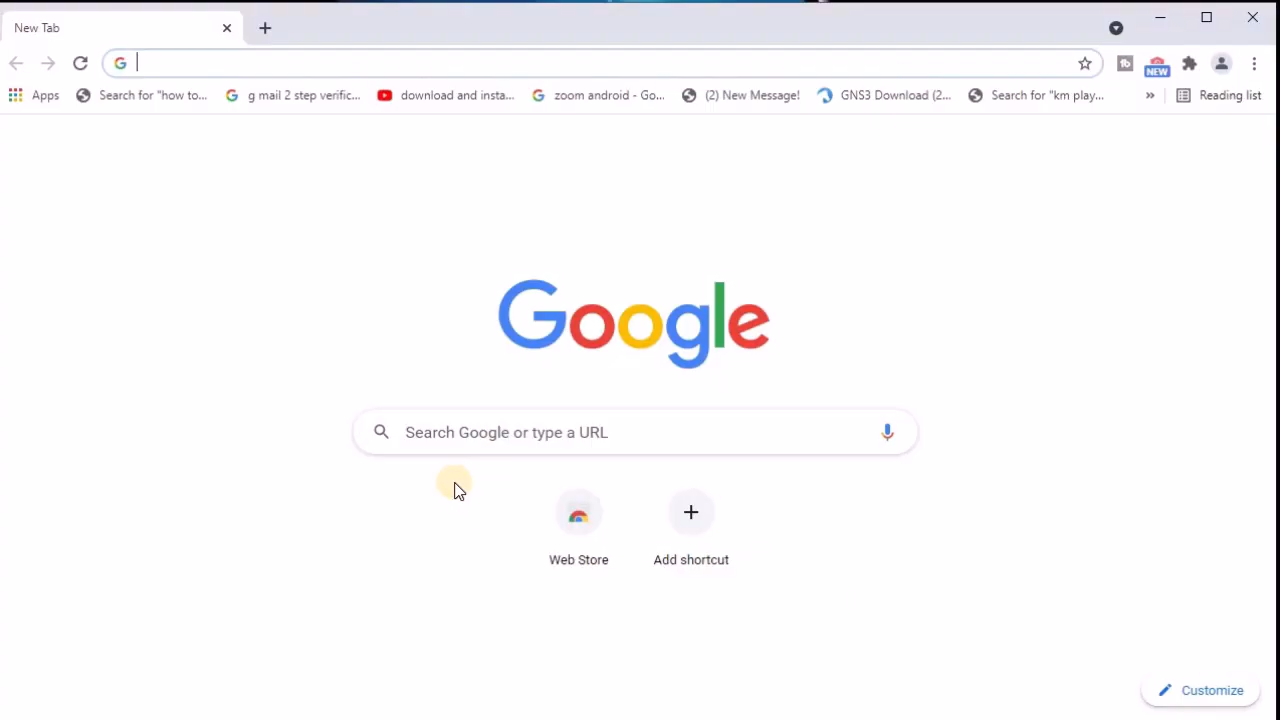 New Tab
Apps
Search for "how to...
g mail 2 step verific...
download and insta...
zoom android - Go...
(2) New Message!
GNS3 Download (2...
Search for "km play...
»
Reading list
NEW
Google
Search Google or type a URL
Web Store
Add shortcut
Customize